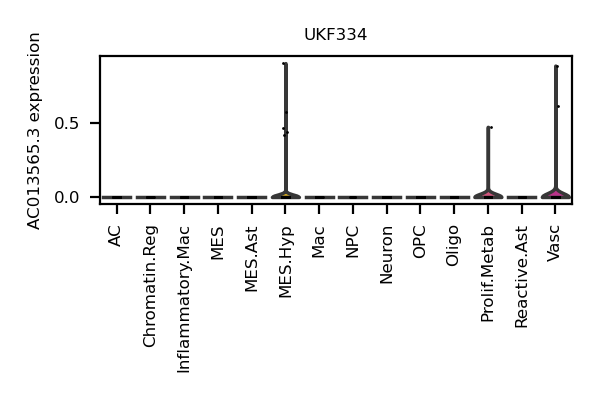 UKF334
AC013565.3 expression
0.5
0.0
AC
Chromatin.Reg
Inflammatory.Mac
MES
MES.Ast
MES.Hyp
Mac
NPC
Neuron
OPC
Oligo
Prolif.Metab
Reactive.Ast
Vasc